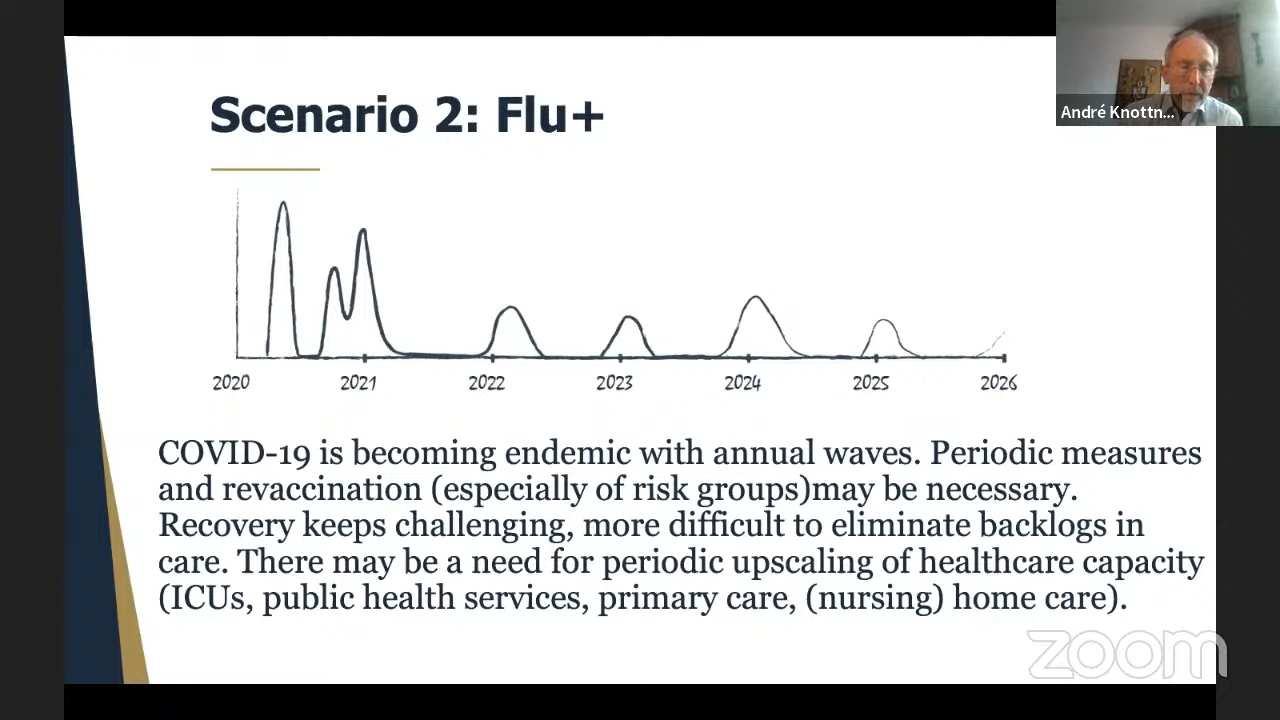 André Knottn...
Scenario 2: Flu+
2020 2021 2022 2023 2024 2025 2026
COVID-19 is becoming endemic with annual waves. Periodic measures
and revaccination (especially of risk groups)may be necessary.
Recovery keeps challenging, more difficult to eliminate backlogs in
care. There may be a need for periodic upscaling of healthcare capacity
(ICUs, public health services, primary care, (nursing) home care).
zoom